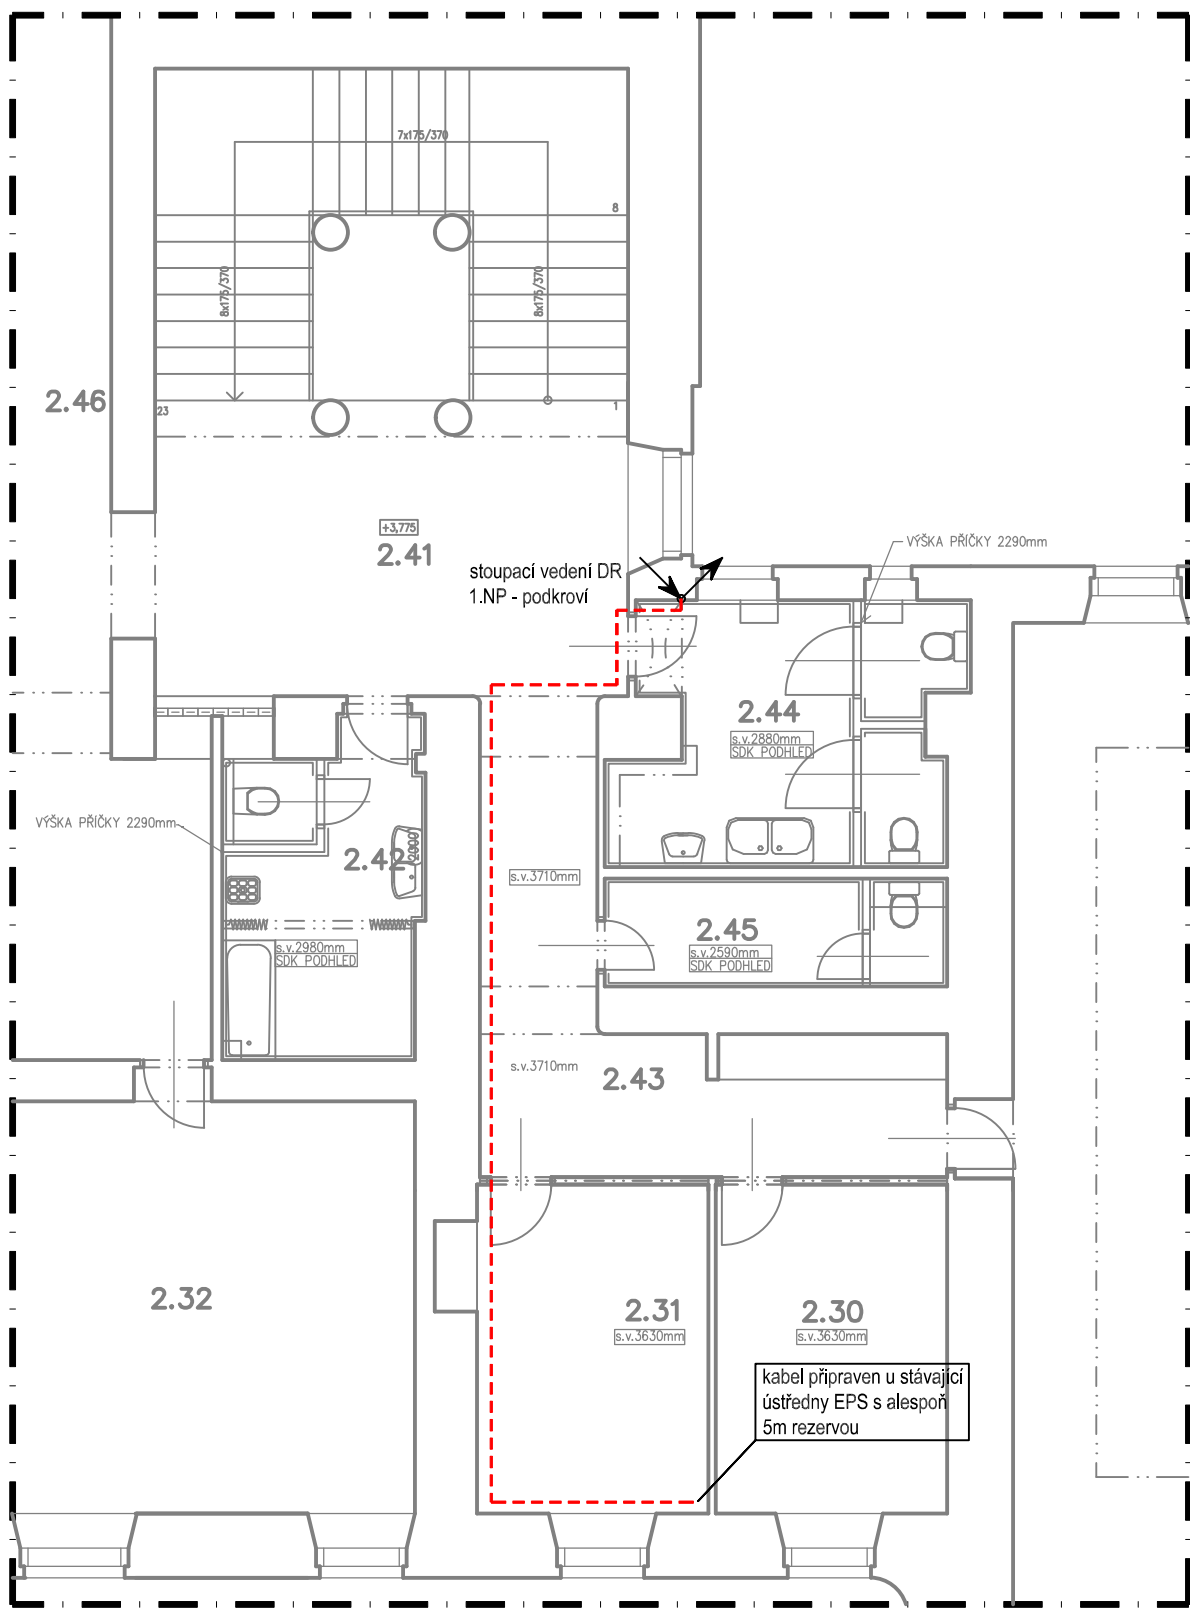 7x175/370
8
8x175/370
8x175/370
2.46
23
1
+3,775
2.41
VÝŠKA PŘÍČKY 2290mm
stoupací vedení DR
1.NP - podkroví
2.44
s.v.2880mm
SDK PODHLED
VÝŠKA PŘÍČKY 2290mm
2.42
2000
s.v.3710mm
2.45
s.v.2590mm
SDK PODHLED
s.v.2980mm
SDK PODHLED
s.v.3710mm
2.43
2.32
2.31
s.v.3630mm
2.30
s.v.3630mm
kabel připraven u stávající
ústředny EPS s alespoň
5m rezervou